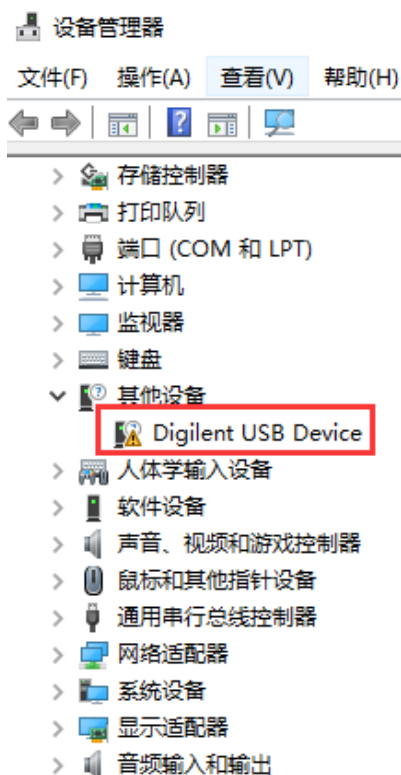 设备管理器
文件(F) 操作(A) 查看(V) 帮助(H)
存储控制器
打印队列
端口 (COM 和 LPT)
计算机
监视器
键盘
其他设备
Digilent USB Device
人体学输入设备
软件设备
声音、视频和游戏控制器
鼠标和其他指针设备
通用串行总线控制器
网络适配器
系统设备
显示适配器
音频输入和输出